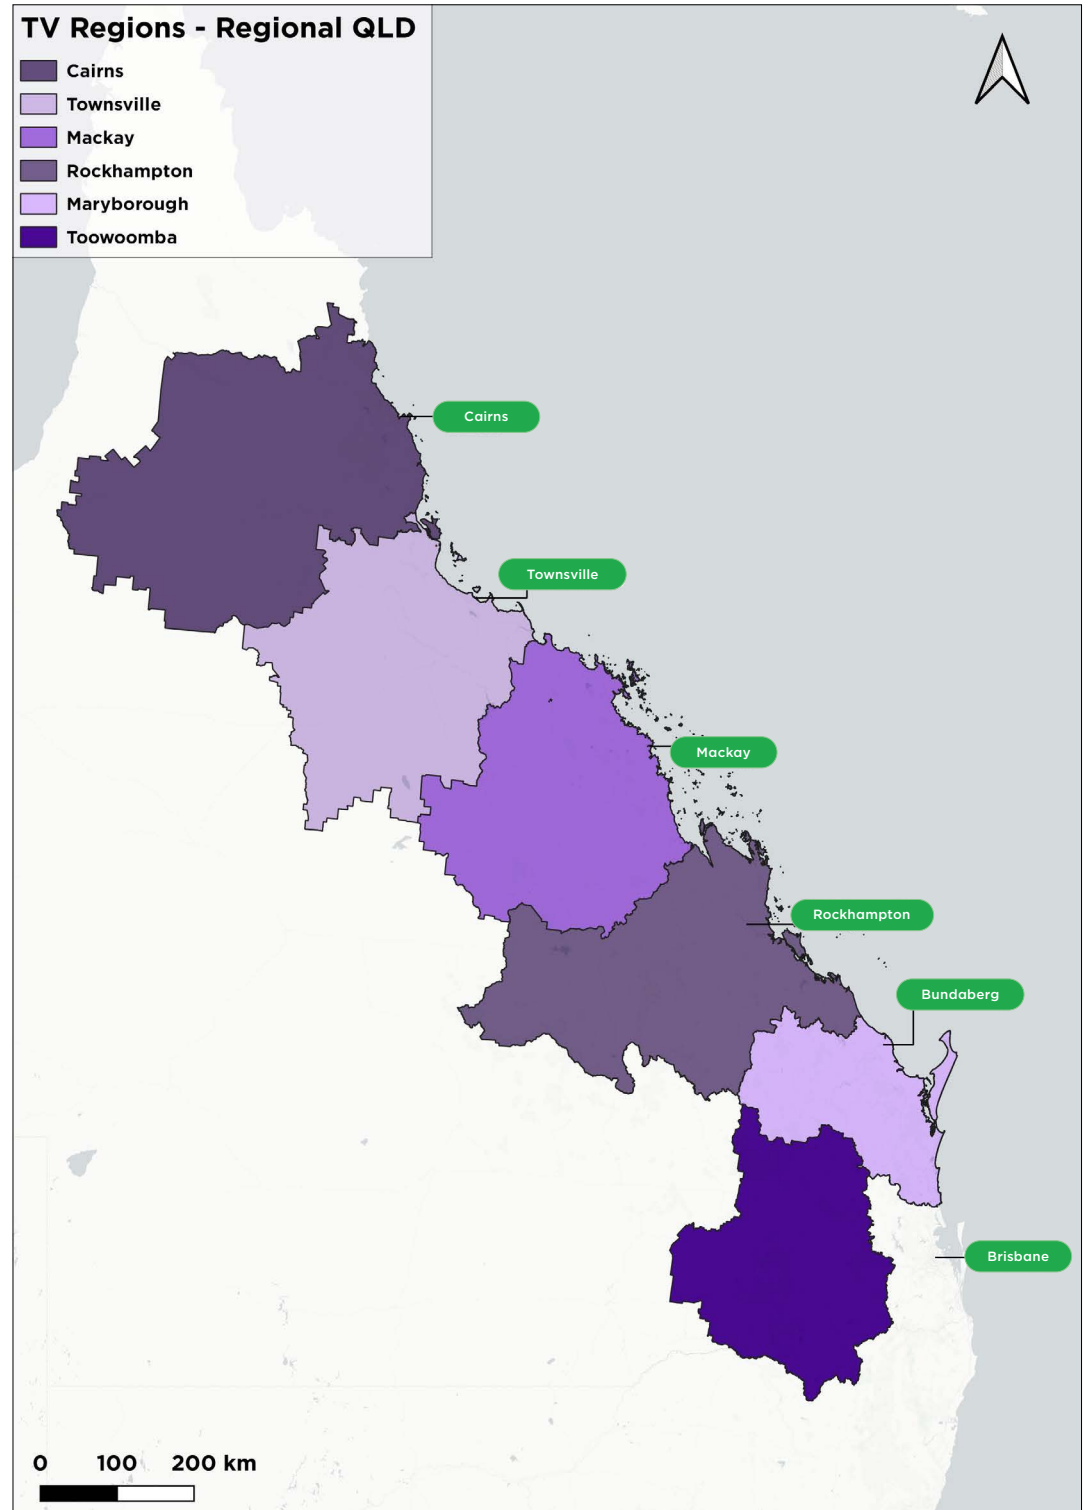 TV Regions - Regional QLD
Cairns
Townsville
Mackay
Rockhampton
Maryborough
Toowoomba
Cairns
Townsville
Mackay
Rockhampton
Bundaberg
Brisbane
0 100 200 km